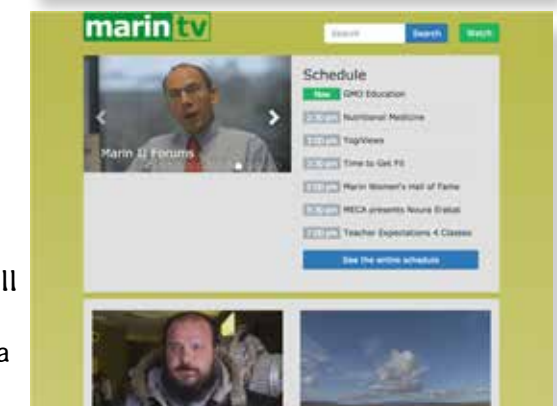 marin tv
Search Search Watch
Schedule
Now GMO Education
Nutritional Medicine
YogiViews
Time to Get Fit
Marin Women's Hall of Fame
MECA presents Noura Erakat
Teacher Expectations 4 Classes
See the entire schedule
Marin IJ Forums
ll
a